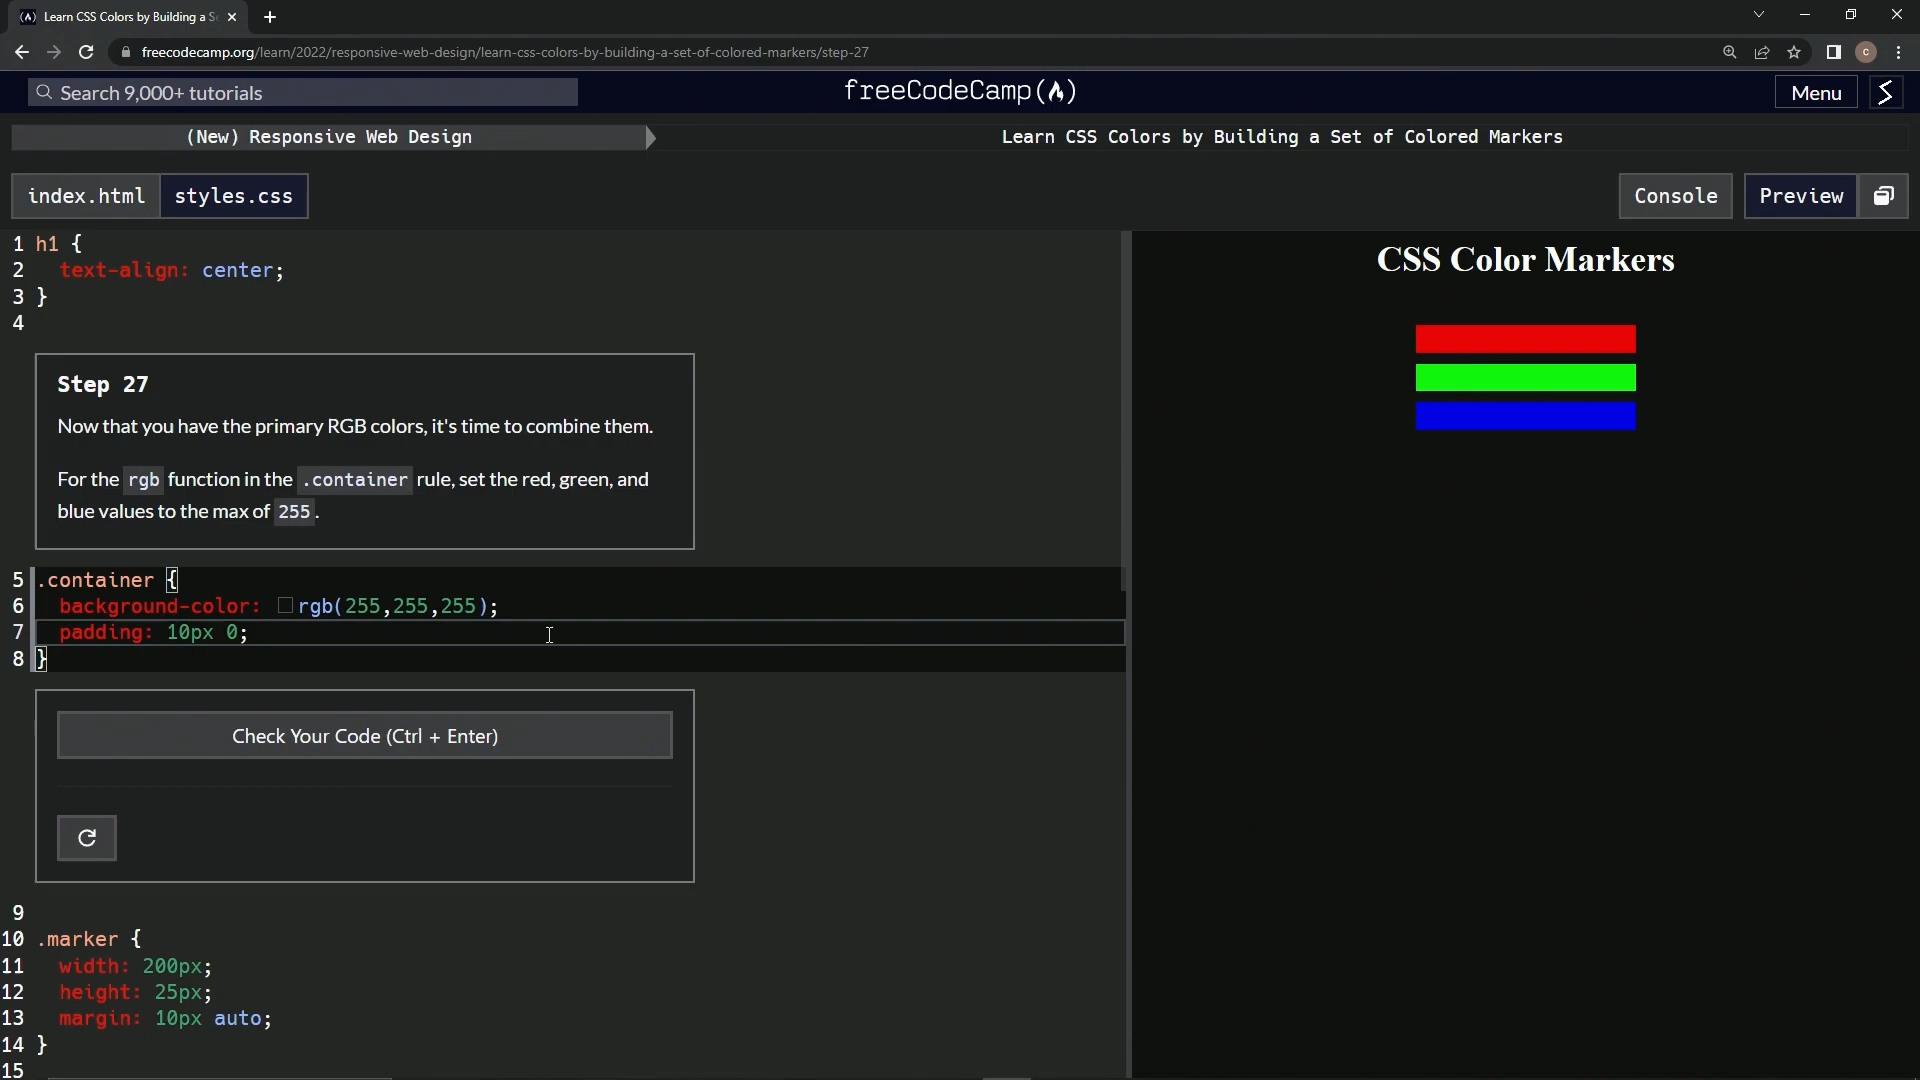 Learn CSS Colors by Building a S
freecodecamp.org/learn/2022/responsive-web-design/learn-css-colors-by-building-a-set-of-colored-markers/step-27
c
Search 9,000+ tutorials
freeCodeCamp
Menu
(New) Responsive Web Design
Learn CSS Colors by Building a Set of Colored Markers
index.html
styles.css
Console
Preview
1 h1 {
2 text-align: center;
3 }
4
Step 27
Now that you have the primary RGB colors, it's time to combine them.
For the rgb function in the .container rule, set the red, green, and
blue values to the max of 255.
5 .container {
6 background-color: rgb(255,255,255);
7 padding: 10px 0;
8 }
Check Your Code (Ctrl + Enter)
9
10 .marker {
11 width: 200px;
12 height: 25px;
13 margin: 10px auto;
14 }
15
CSS Color Markers